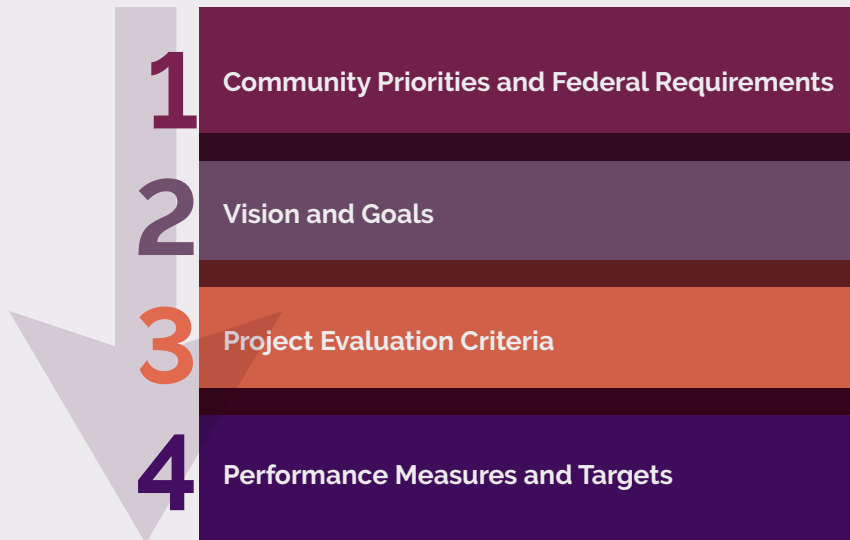 1 Community Priorities and Federal Requirements
2 Vision and Goals
3 Project Evaluation Criteria
4 Performance Measures and Targets